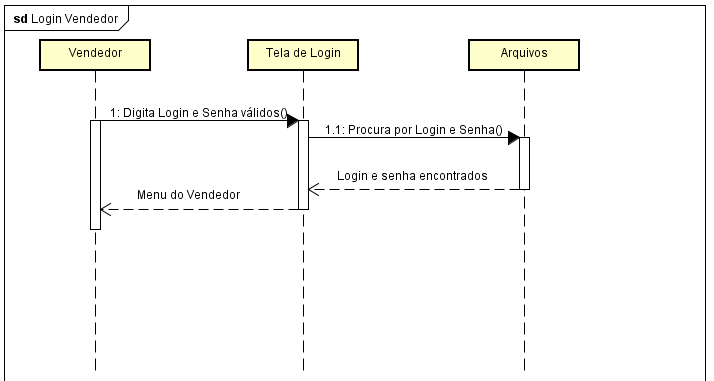 sd Login Vendedor
Vendedor
Tela de Login
Arquivos
1: Digita Login e Senha válidos()
1.1: Procura por Login e Senha()
Login e senha encontrados
Menu do Vendedor